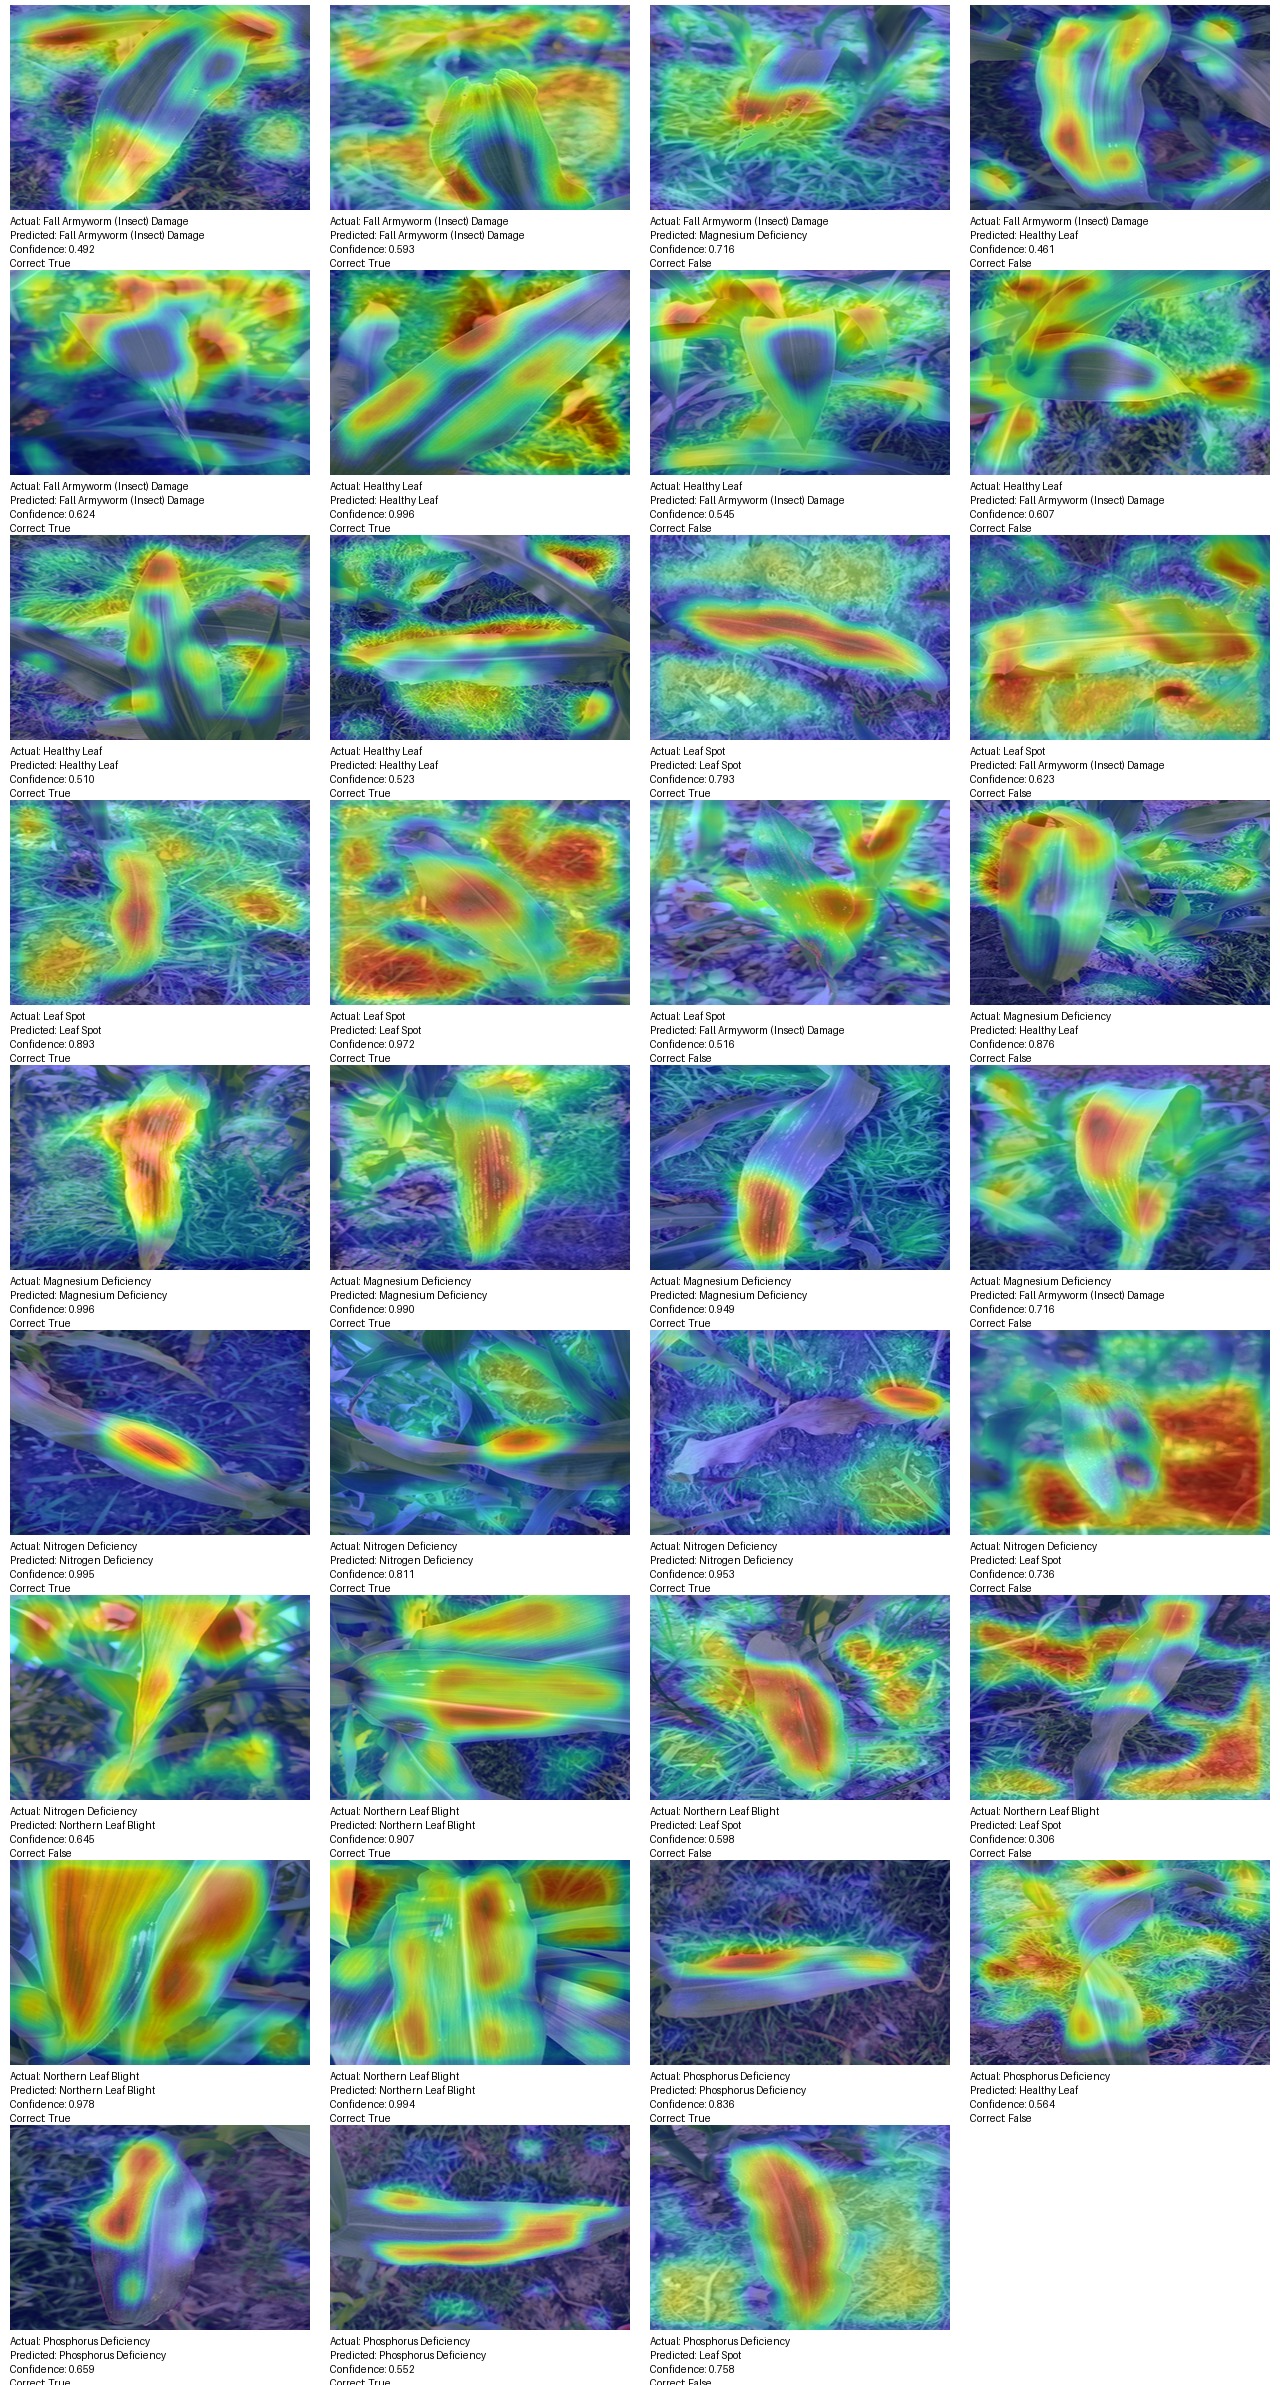 Actual: Fall Armyworm (Insect) Damage
Predicted: Fall Armyworm (Insect) Damage
Confidence: 0.492
Correct: True
Actual: Fall Armyworm (Insect) Damage
Predicted: Fall Armyworm (Insect) Damage
Confidence: 0.593
Correct: True
Actual: Fall Armyworm (Insect) Damage
Predicted: Magnesium Deficiency
Confidence: 0.716
Correct: False
Actual: Fall Armyworm (Insect) Damage
Predicted: Healthy Leaf
Confidence: 0.461
Correct: False
Actual: Fall Armyworm (Insect) Damage
Predicted: Fall Armyworm (Insect) Damage
Confidence: 0.624
Correct: True
Actual: Healthy Leaf
Predicted: Healthy Leaf
Confidence: 0.996
Correct: True
Actual: Healthy Leaf
Predicted: Fall Armyworm (Insect) Damage
Confidence: 0.545
Correct: False
Actual: Healthy Leaf
Predicted: Fall Armyworm (Insect) Damage
Confidence: 0.607
Correct: False
Actual: Healthy Leaf
Predicted: Healthy Leaf
Confidence: 0.510
Correct: True
Actual: Healthy Leaf
Predicted: Healthy Leaf
Confidence: 0.523
Correct: True
Actual: Leaf Spot
Predicted: Leaf Spot
Confidence: 0.793
Correct: True
Actual: Leaf Spot
Predicted: Fall Armyworm (Insect) Damage
Confidence: 0.623
Correct: False
Actual: Leaf Spot
Predicted: Leaf Spot
Confidence: 0.893
Correct: True
Actual: Leaf Spot
Predicted: Leaf Spot
Confidence: 0.972
Correct: True
Actual: Leaf Spot
Predicted: Fall Armyworm (Insect) Damage
Confidence: 0.516
Correct: False
Actual: Magnesium Deficiency
Predicted: Healthy Leaf
Confidence: 0.876
Correct: False
Actual: Magnesium Deficiency
Predicted: Magnesium Deficiency
Confidence: 0.996
Correct: True
Actual: Magnesium Deficiency
Predicted: Magnesium Deficiency
Confidence: 0.990
Correct: True
Actual: Magnesium Deficiency
Predicted: Magnesium Deficiency
Confidence: 0.949
Correct: True
Actual: Magnesium Deficiency
Predicted: Fall Armyworm (Insect) Damage
Confidence: 0.716
Correct: False
Actual: Nitrogen Deficiency
Predicted: Nitrogen Deficiency
Confidence: 0.995
Correct: True
Actual: Nitrogen Deficiency
Predicted: Nitrogen Deficiency
Confidence: 0.811
Correct: True
Actual: Nitrogen Deficiency
Predicted: Nitrogen Deficiency
Confidence: 0.953
Correct: True
Actual: Nitrogen Deficiency
Predicted: Leaf Spot
Confidence: 0.736
Correct: False
Actual: Nitrogen Deficiency
Predicted: Northern Leaf Blight
Confidence: 0.645
Correct: False
Actual: Northern Leaf Blight
Predicted: Northern Leaf Blight
Confidence: 0.907
Correct: True
Actual: Northern Leaf Blight
Predicted: Leaf Spot
Confidence: 0.598
Correct: False
Actual: Northern Leaf Blight
Predicted: Leaf Spot
Confidence: 0.306
Correct: False
Actual: Northern Leaf Blight
Predicted: Northern Leaf Blight
Confidence: 0.978
Correct: True
Actual: Northern Leaf Blight
Predicted: Northern Leaf Blight
Confidence: 0.994
Correct: True
Actual: Phosphorus Deficiency
Predicted: Phosphorus Deficiency
Confidence: 0.836
Correct: True
Actual: Phosphorus Deficiency
Predicted: Healthy Leaf
Confidence: 0.564
Correct: False
Actual: Phosphorus Deficiency
Predicted: Phosphorus Deficiency
Confidence: 0.659
Correct: True
Actual: Phosphorus Deficiency
Predicted: Phosphorus Deficiency
Confidence: 0.552
Correct: True
Actual: Phosphorus Deficiency
Predicted: Leaf Spot
Confidence: 0.758
Correct: False